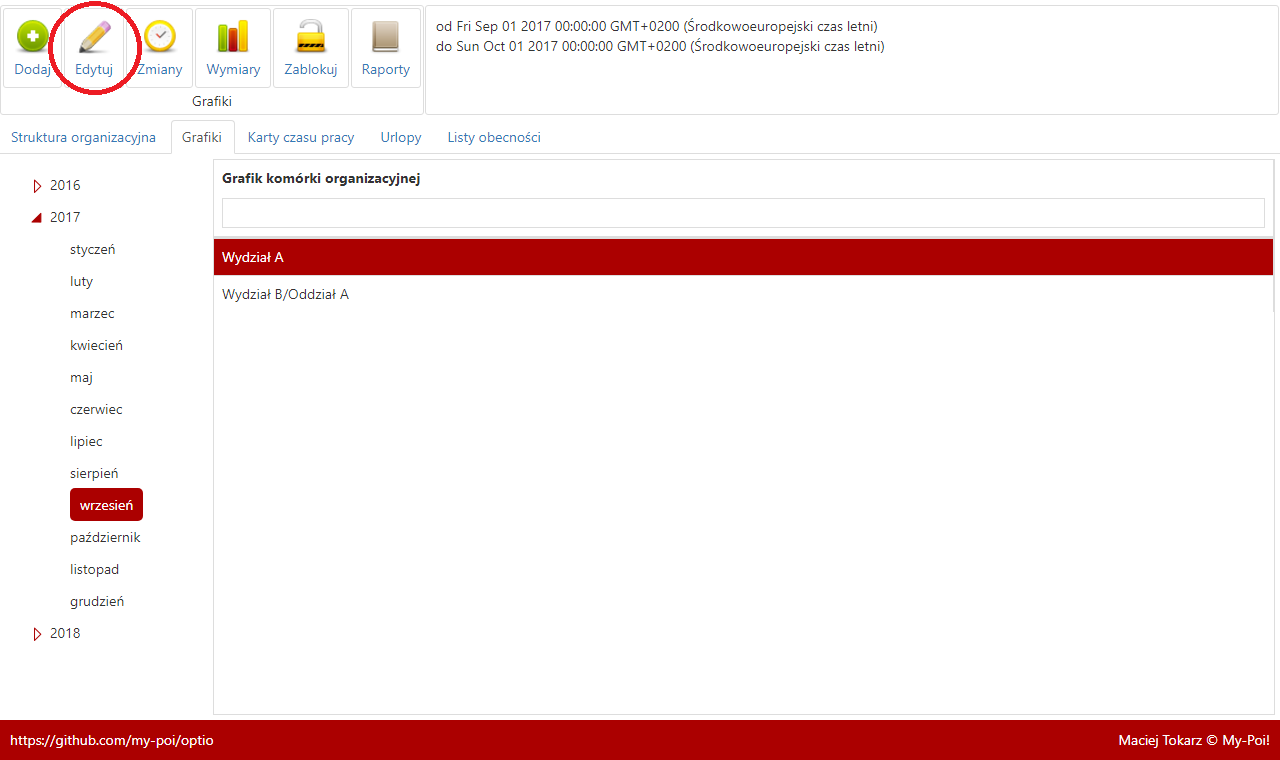 Dodaj Edytuj Zmiany Wymiary Zablokuj Raporty
Grafiki
od Fri Sep 01 2017 00:00:00 GMT+0200 (Środkowoeuropejski czas letni)
do Sun Oct 01 2017 00:00:00 GMT+0200 (Środkowoeuropejski czas letni)
Struktura organizacyjna Grafiki Karty czasu pracy Urlopy Listy obecności
2016
2017
styczeń
luty
marzec
kwiecień
maj
czerwiec
lipiec
sierpień
wrzesień
październik
listopad
grudzień
2018
Grafik komórki organizacyjnej
Wydział A
Wydział B/Oddział A
https://github.com/my-poi/optio
Maciej Tokarz © My-Poi!